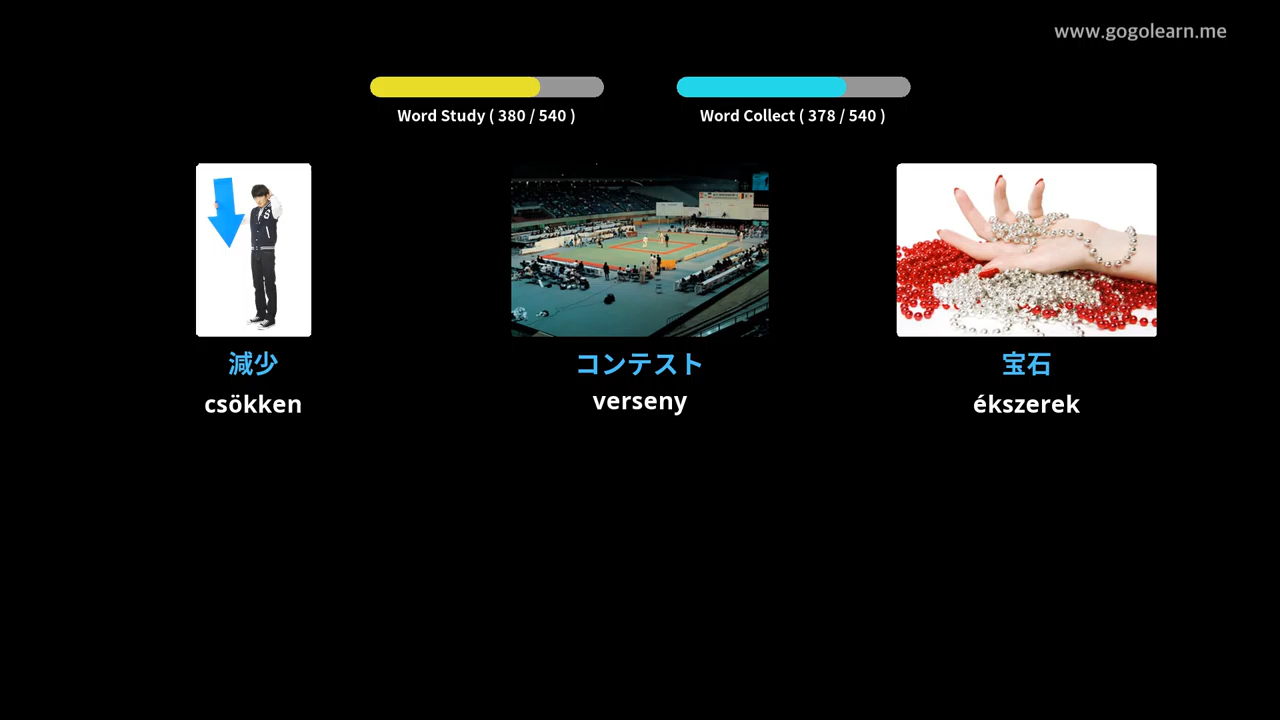 www.gogolearn.me
Word Study ( 380 / 540 )
Word Collect ( 378 / 540 )
減少
コンテスト
宝石
csökken
verseny
ékszerek